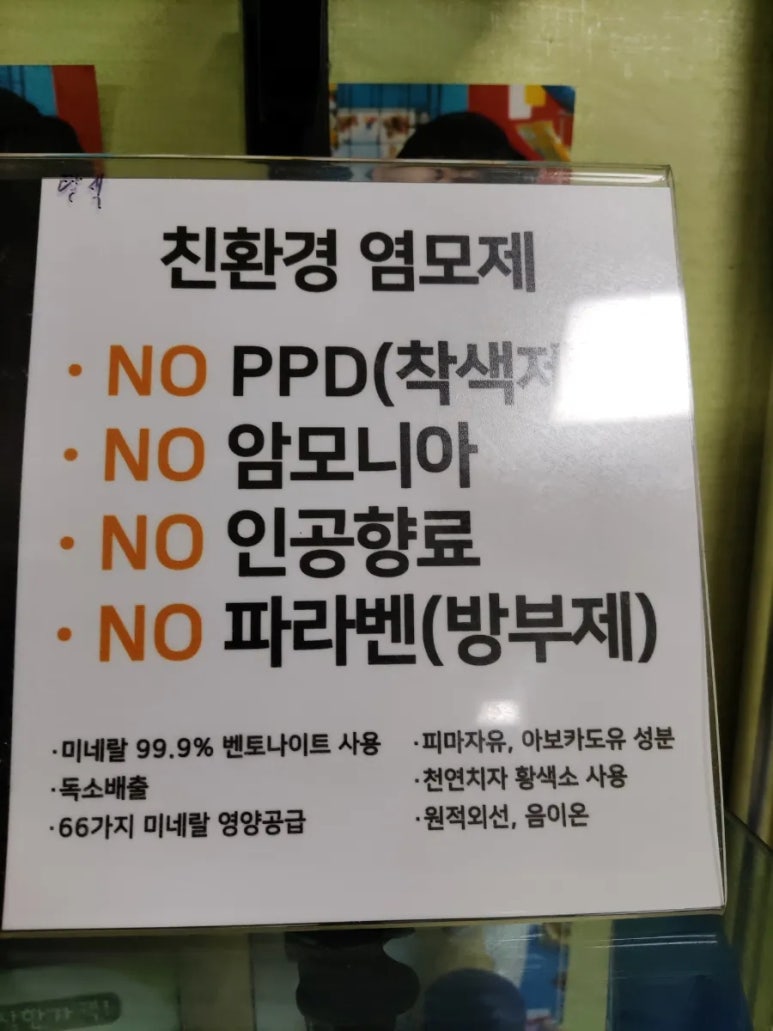 탈색
친환경 염모제
· NO PPD(착색제
· NO 암모니아
· NO 인공향료
· NO 파라벤(방부제)
·미네랄 99.9% 벤토나이트 사용
·독소배출
·66가지 미네랄 영양공급
·피마자유, 아보카도유 성분
·천연치자 황색소 사용
·원적외선, 음이온